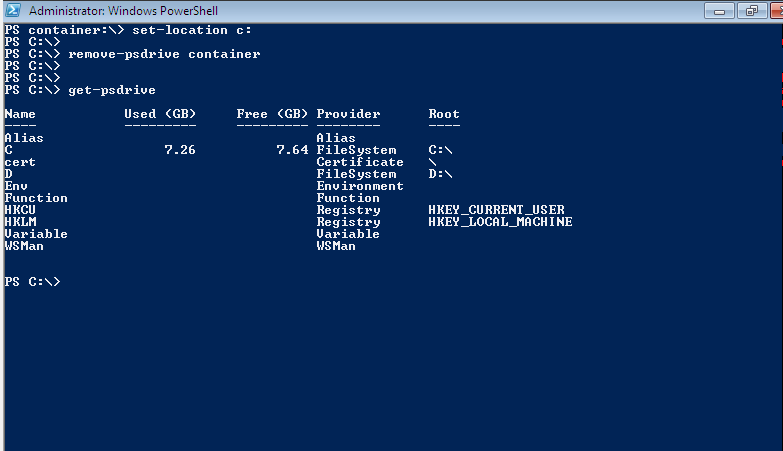 Administrator: Windows PowerShell
PS container:\> set-location c:
PS C:\>
PS C:\> remove-psdrive container
PS C:\>
PS C:\>
PS C:\> get-psdrive
Name Used (GB) Free (GB) Provider Root
---- --------- --------- -------- ----
Alias Alias
C 7.26 7.64 FileSystem C:\
cert Certificate \
D FileSystem D:\
Env Environment
Function Function
HKCU Registry HKEY_CURRENT_USER
HKLM Registry HKEY_LOCAL_MACHINE
Variable Variable
WSMan WSMan
PS C:\>